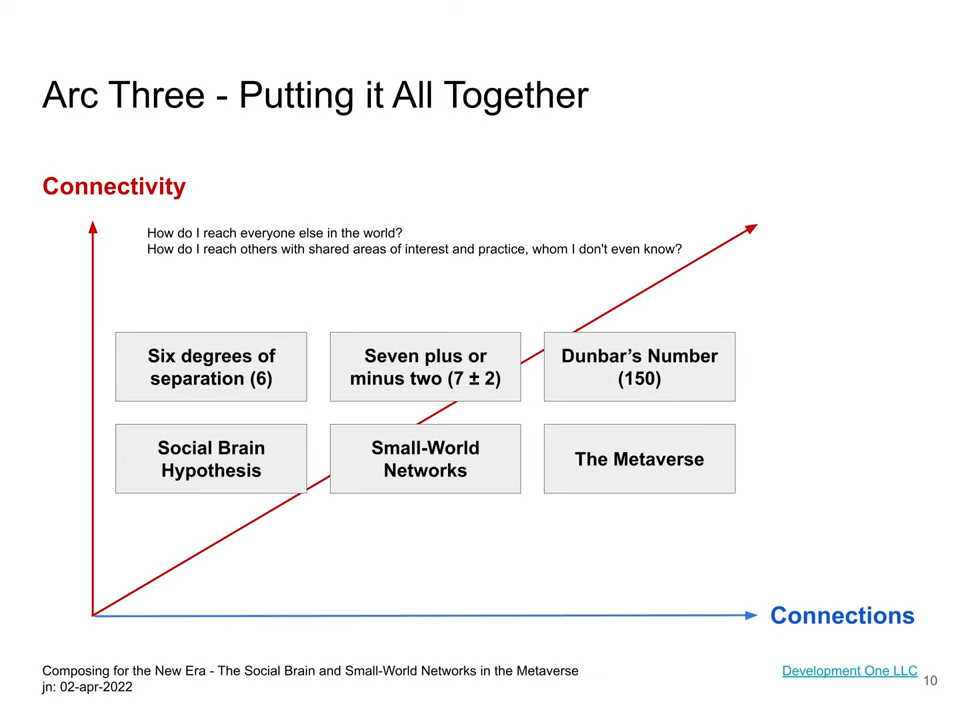 Arc Three - Putting it All Together
Connectivity
How do I reach everyone else in the world?
How do I reach others with shared areas of interest and practice, whom I don't even know?
Six degrees of
separation (6)
Seven plus or
minus two (7 ± 2)
Dunbar’s Number
(150)
Social Brain
Hypothesis
Small-World
Networks
The Metaverse
Connections
Composing for the New Era - The Social Brain and Small-World Networks in the Metaverse
jn: 02-apr-2022
Development One LLC
10